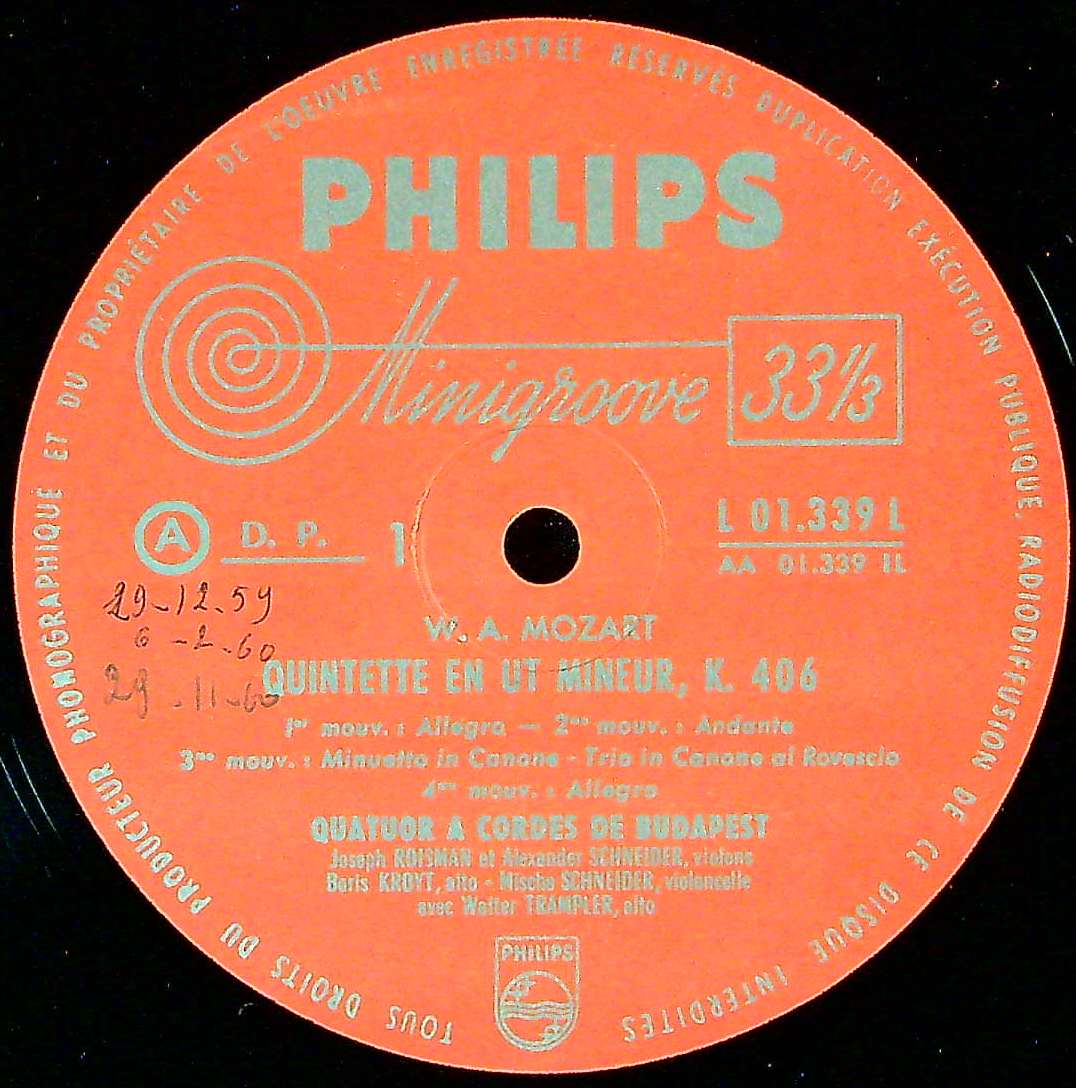 TOUS DROITS DU PRODUCTEUR PHONOGRAPHIQUE ET DU PROPRIÉTAIRE DE L'OEUVRE ENREGISTRÉE RÉSERVÉS DUPLICATION EXÉCUTION PUBLIQUE, RADIODIFFUSION DE CE DISQUE INTERDITES
PHILIPS
Minigroove 33 1/3
A D. P. 1
L 01.339 L
AA 01.339 1L
29-12-59
6-2-60
29-11-60
W. A. MOZART
QUINTETTE EN UT MINEUR, K. 406
1er mouv. : Allegro — 2me mouv. : Andante
3me mouv. : Minuetto in Canone - Trio in Canone al Rovescio
4me mouv. : Allegro
QUATUOR A CORDES DE BUDAPEST
Joseph ROISMAN et Alexander SCHNEIDER, violons
Boris KROYT, alto - Mischa SCHNEIDER, violoncelle
avec Walter TRAMPLER, alto
PHILIPS